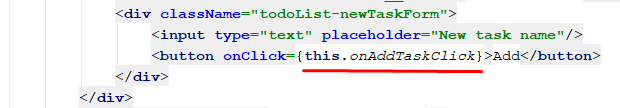 <div className="todoList-newTaskForm">
<input type="text" placeholder="New task name"/>
<button onClick={this.onAddTaskClick}>Add</button>
</div>
</div>